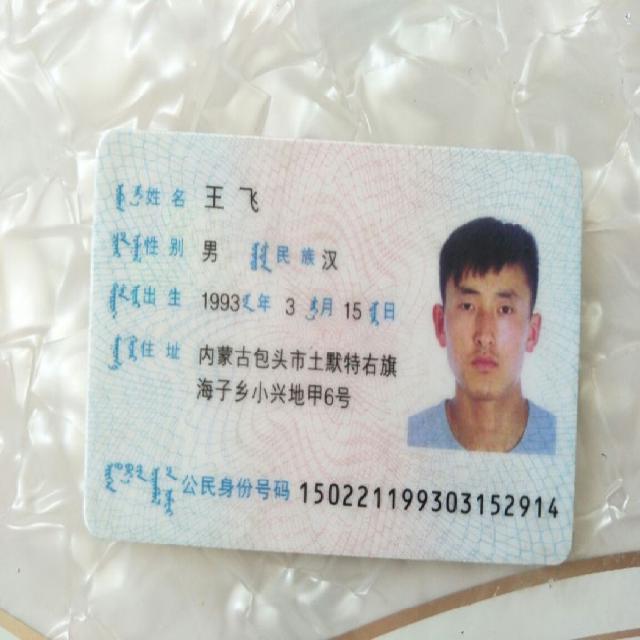 姓名 王飞
性别 男 民族 汉
出生 1993年 3月 15日
住址 内蒙古包头市土默特右旗
海子乡小兴地甲6号
公民身份号码 150221199303152914